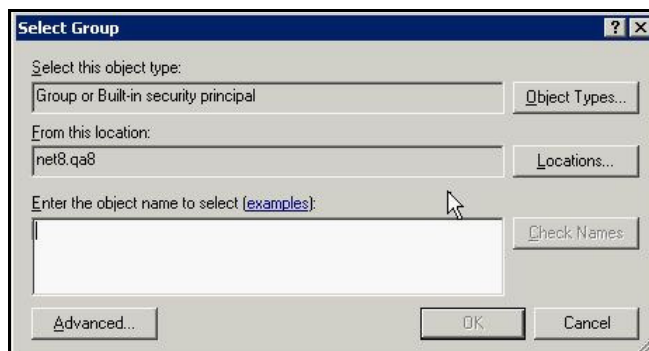 Select Group
Select this object type:
Group or Built-in security principal
Object Types...
From this location:
net8.qa8
Locations...
Enter the object name to select (examples):
Check Names
Advanced...
OK
Cancel